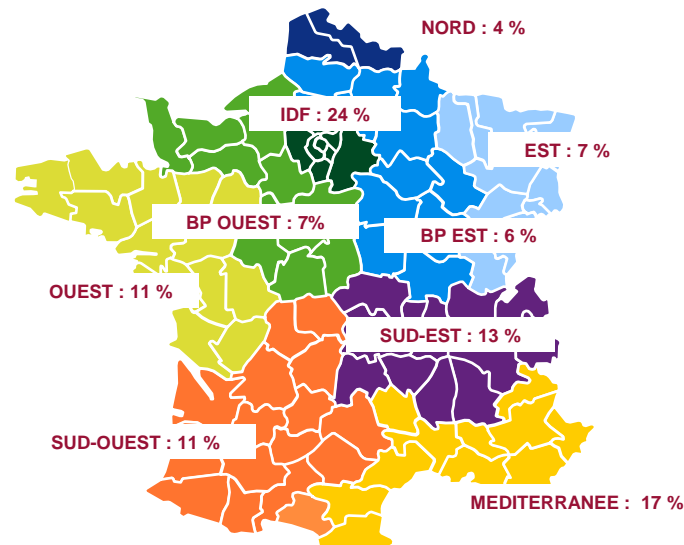 NORD : 4 %
IDF : 24 %
EST : 7 %
BP OUEST : 7%
BP EST : 6 %
OUEST : 11 %
SUD-EST : 13 %
SUD-OUEST : 11 %
MEDITERRANEE : 17 %